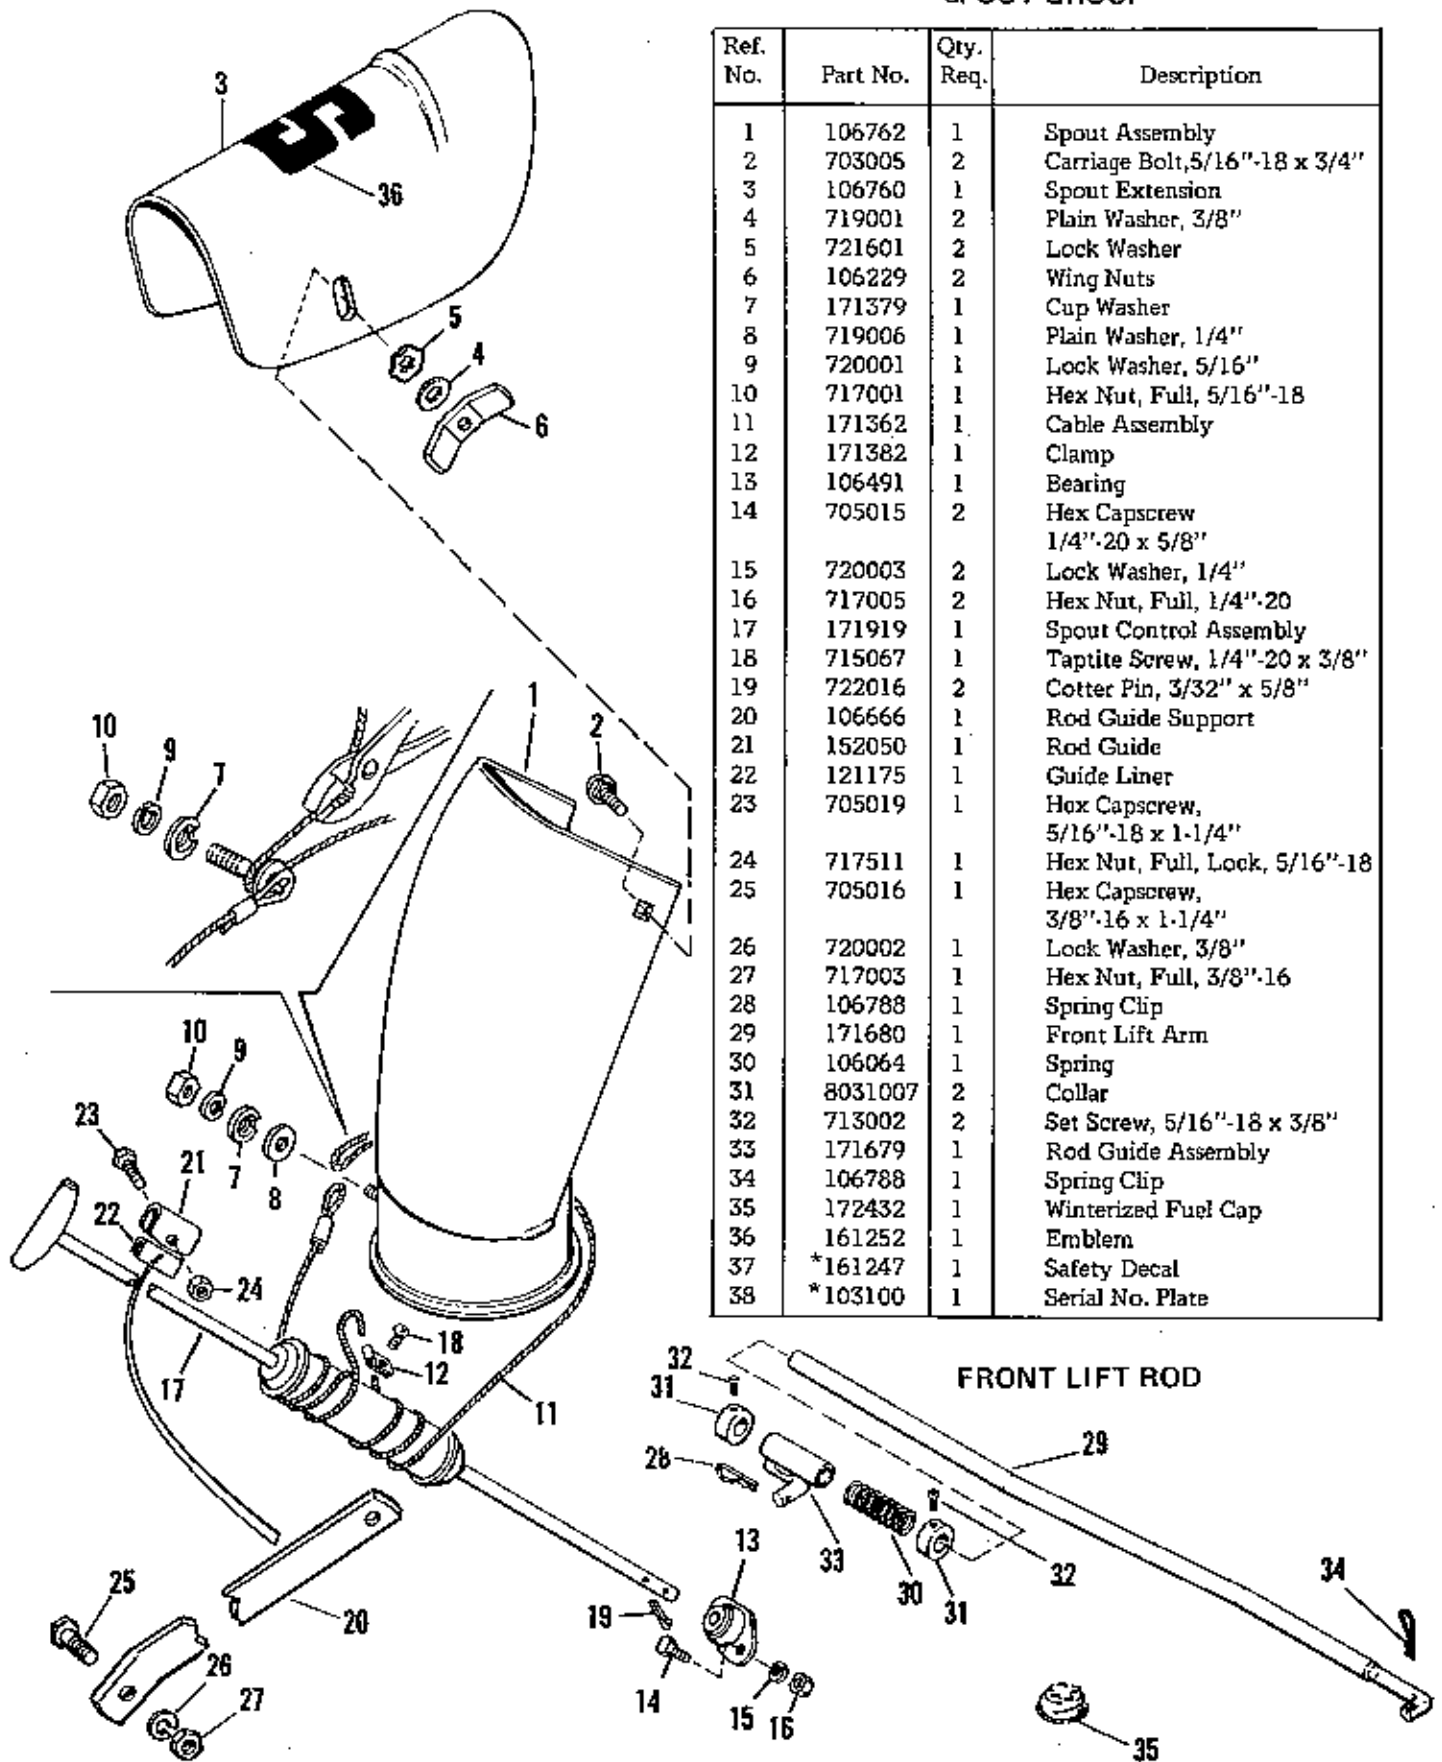 Ref. No. Part No. Qty. Req. Description
1 106762 1 Spout Assembly
2 703005 2 Carriage Bolt,5/16"-18 x 3/4"
3 106760 1 Spout Extension
4 719001 2 Plain Washer, 3/8"
5 721601 2 Lock Washer
6 106229 2 Wing Nuts
7 171379 1 Cup Washer
8 719006 1 Plain Washer, 1/4"
9 720001 1 Lock Washer, 5/16"
10 717001 1 Hex Nut, Full, 5/16"-18
11 171362 1 Cable Assembly
12 171382 1 Clamp
13 106491 1 Bearing
14 705015 2 Hex Capscrew
1/4"-20 x 5/8"
15 720003 2 Lock Washer, 1/4"
16 717005 2 Hex Nut, Full, 1/4"-20
17 171919 1 Spout Control Assembly
18 715067 1 Taptite Screw, 1/4"-20 x 3/8"
19 722016 2 Cotter Pin, 3/32" x 5/8"
20 106666 1 Rod Guide Support
21 152050 1 Rod Guide
22 121175 1 Guide Liner
23 705019 1 Hex Capscrew,
5/16"-18 x 1-1/4"
24 717511 1 Hex Nut, Full, Lock, 5/16"-18
25 705016 1 Hex Capscrew,
3/8"-16 x 1-1/4"
26 720002 1 Lock Washer, 3/8"
27 717003 1 Hex Nut, Full, 3/8"-16
28 106788 1 Spring Clip
29 171680 1 Front Lift Arm
30 106064 1 Spring
31 8031007 2 Collar
32 713002 2 Set Screw, 5/16"-18 x 3/8"
33 171679 1 Rod Guide Assembly
34 106788 1 Spring Clip
35 172432 1 Winterized Fuel Cap
36 161252 1 Emblem
37 *161247 1 Safety Decal
38 *103100 1 Serial No. Plate
3
S
36
5
4
6
1
2
10
9
7
10
9
7
8
23
21
22
24
17
18
12
11
20
25
26
27
13
19
14
15
16
FRONT LIFT ROD
32
31
28
33
30
31
32
29
34
35